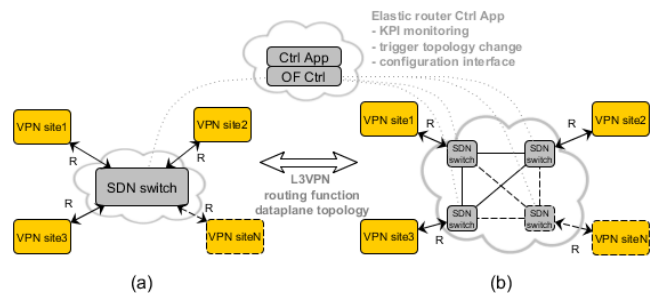 Elastic router Ctrl App
- KPI monitoring
- trigger topology change
- configuration interface
Ctrl App
OF Ctrl
VPN site1
VPN site2
R
R
SDN switch
R
R
VPN site3
VPN siteN
(a)
L3VPN
routing function
dataplane topology
VPN site1
VPN site2
R
R
SDN
switch
SDN
switch
SDN
switch
SDN
switch
R
R
VPN site3
VPN siteN
(b)